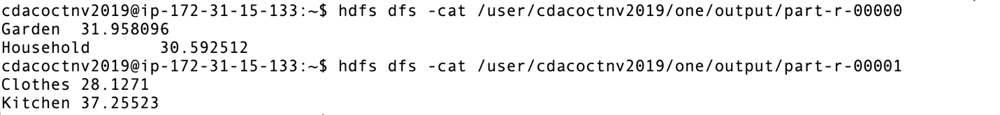 cdacoctnv2019@ip-172-31-15-133:~$ hdfs dfs -cat /user/cdacoctnv2019/one/output/part-r-00000
Garden  31.958096
Household       30.592512
cdacoctnv2019@ip-172-31-15-133:~$ hdfs dfs -cat /user/cdacoctnv2019/one/output/part-r-00001
Clothes 28.1271
Kitchen 37.25523